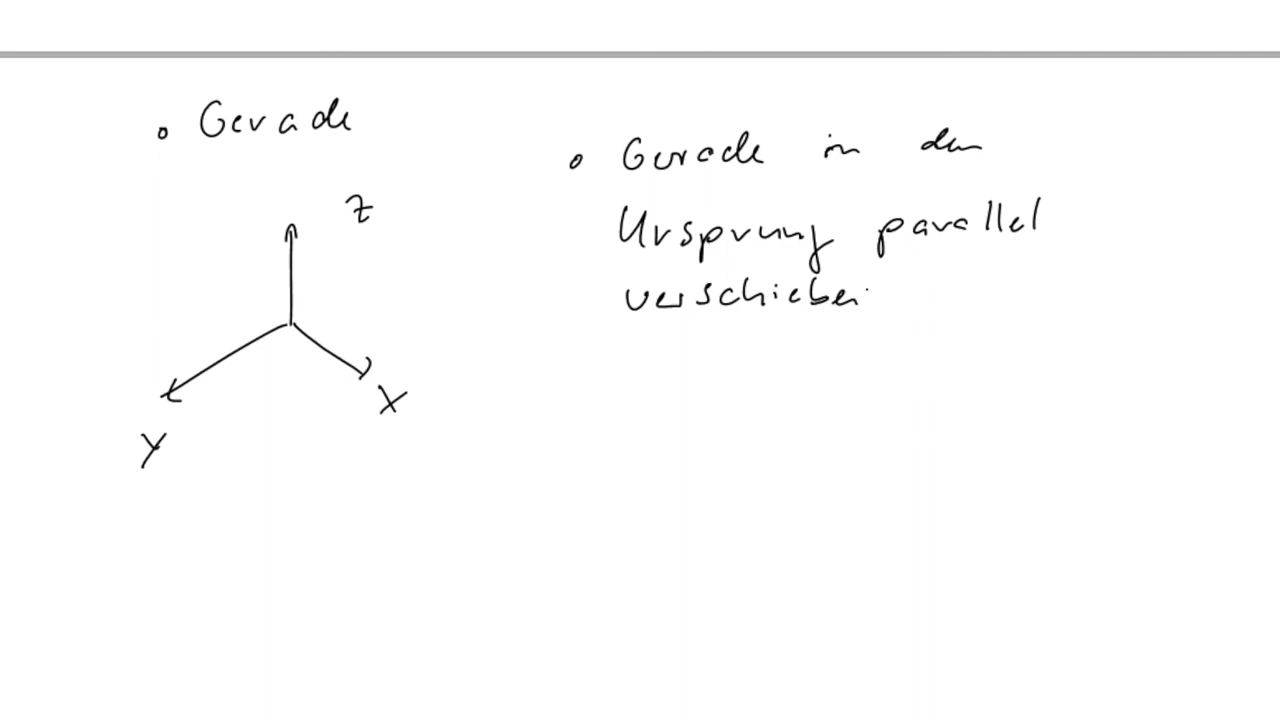 • Gerade
• Gerade in den
Ursprung parallel
verschieben
Z
X
Y